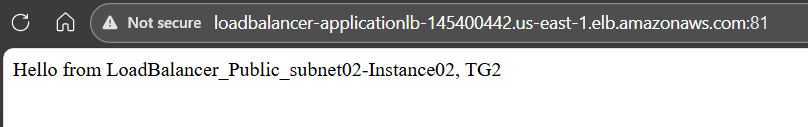 Not secure loadbalancer-applicationlb-145400442.us-east-1.elb.amazonaws.com:81
Hello from LoadBalancer_Public_subnet02-Instance02, TG2